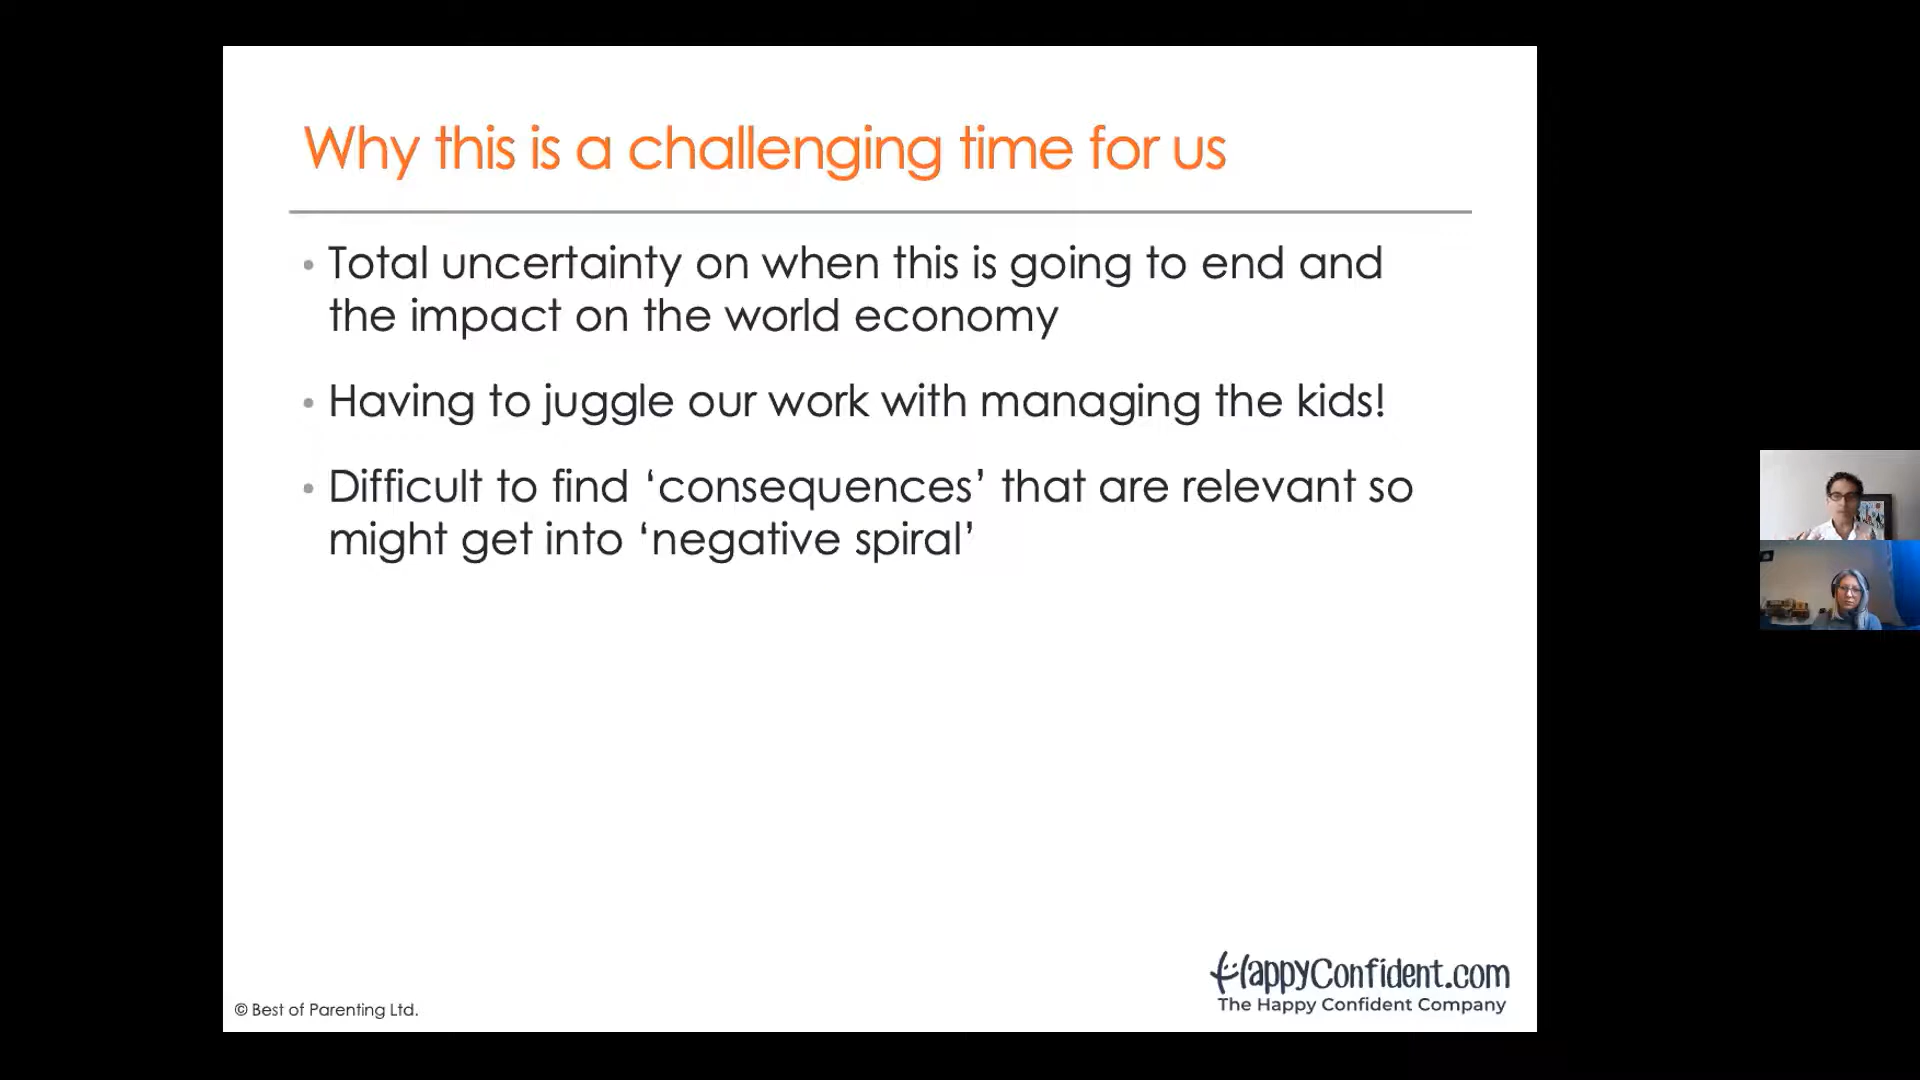 Why this is a challenging time for us
• Total uncertainty on when this is going to end and
the impact on the world economy
• Having to juggle our work with managing the kids!
• Difficult to find ‘consequences’ that are relevant so
might get into ‘negative spiral’
HappyConfident.com
The Happy Confident Company
© Best of Parenting Ltd.